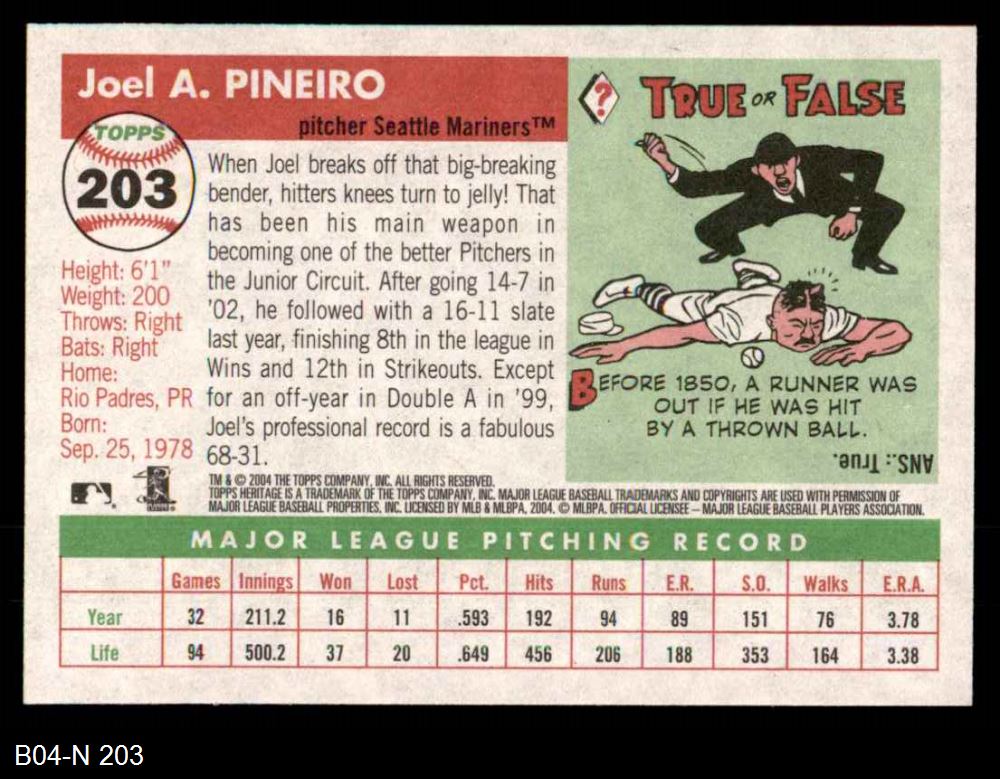 Joel A. PINEIRO
pitcher Seattle Mariners™
TOPPS
203
Height: 6'1"
Weight: 200
Throws: Right
Bats: Right
Home:
Rio Padres, PR
Born:
Sep. 25, 1978
When Joel breaks off that big-breaking
bender, hitters knees turn to jelly! That
has been his main weapon in
becoming one of the better Pitchers in
the Junior Circuit. After going 14-7 in
'02, he followed with a 16-11 slate
last year, finishing 8th in the league in
Wins and 12th in Strikeouts. Except
for an off-year in Double A in '99,
Joel's professional record is a fabulous
68-31.
?
TRUE OR FALSE
BEFORE 1850, A RUNNER WAS
OUT IF HE WAS HIT
BY A THROWN BALL.
ANS.: True.
TM & © 2004 THE TOPPS COMPANY, INC. ALL RIGHTS RESERVED.
TOPPS HERITAGE IS A TRADEMARK OF THE TOPPS COMPANY, INC. MAJOR LEAGUE BASEBALL TRADEMARKS AND COPYRIGHTS ARE USED WITH PERMISSION OF
MAJOR LEAGUE BASEBALL PROPERTIES, INC. LICENSED BY MLB & MLBPA, 2004. © MLBPA. OFFICIAL LICENSEE – MAJOR LEAGUE BASEBALL PLAYERS ASSOCIATION.
MAJOR LEAGUE PITCHING RECORD
Games Innings Won Lost Pct. Hits Runs E.R. S.O. Walks E.R.A.
Year 32 211.2 16 11 .593 192 94 89 151 76 3.78
Life 94 500.2 37 20 .649 456 206 188 353 164 3.38
B04-N 203